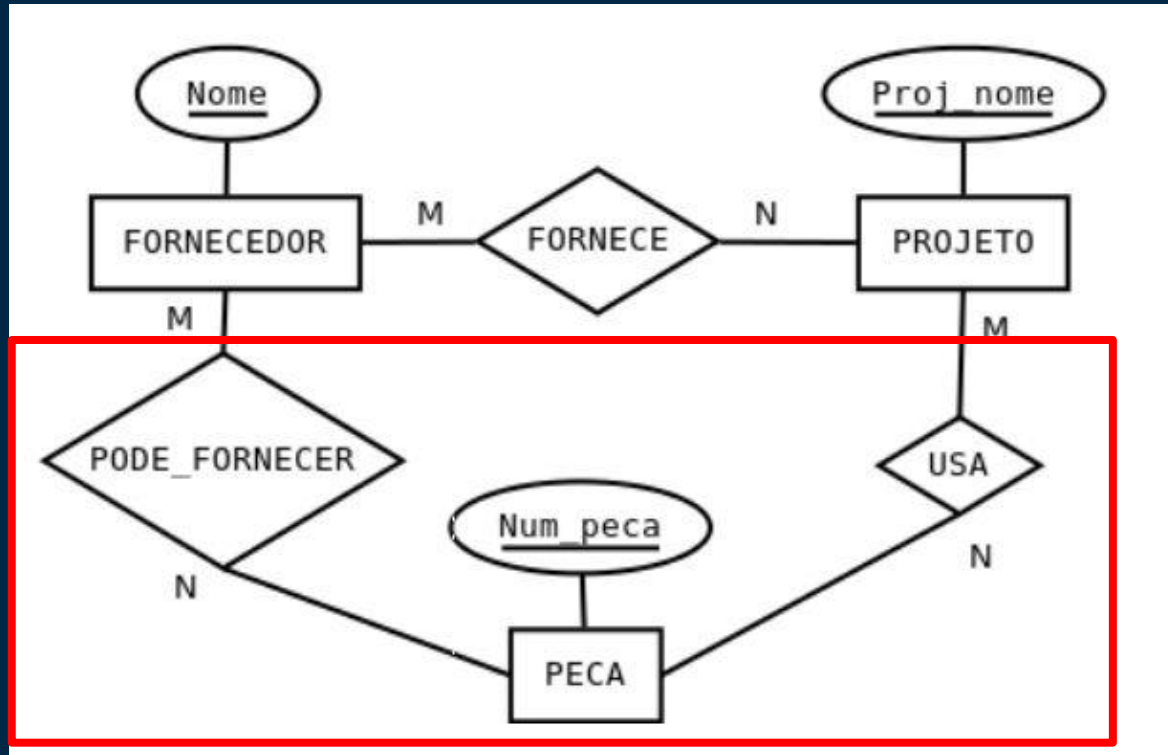 Nome
Proj_nome
FORNECEDOR
M
FORNECE
N
PROJETO
M
M
PODE_FORNECER
USA
Num_peca
N
N
PECA